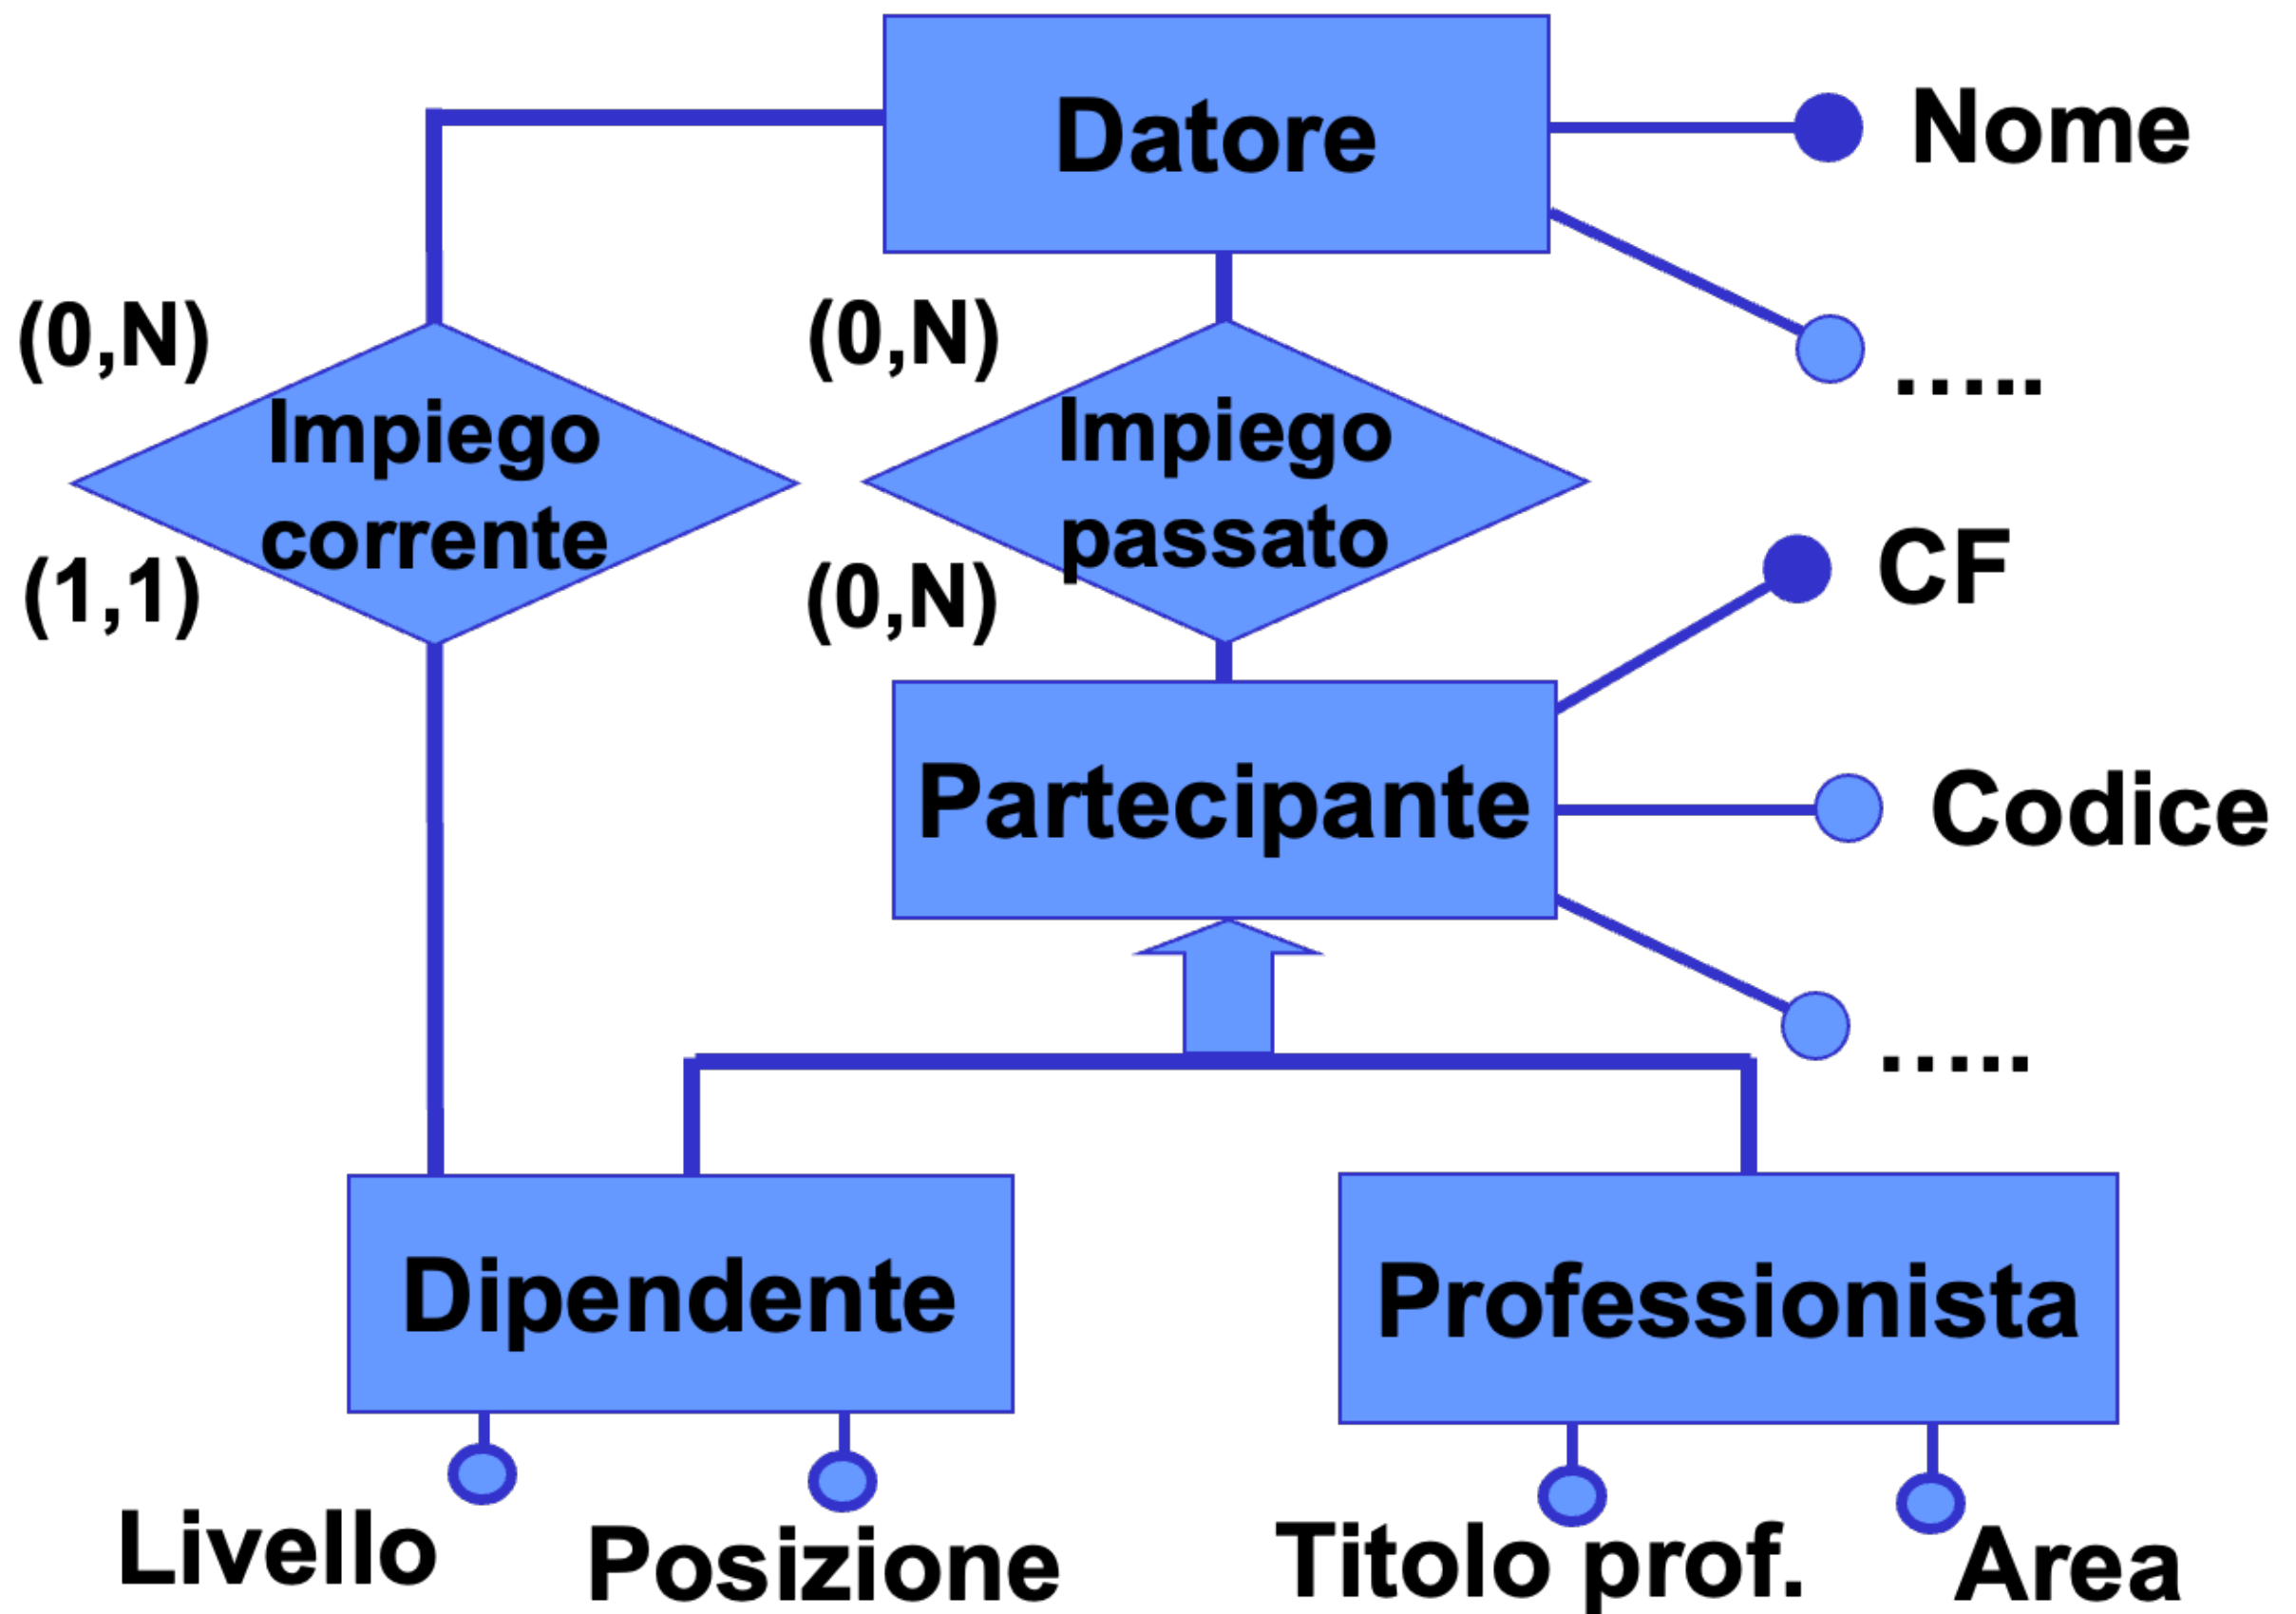 Datore
Nome
.....
(0,N)
(0,N)
Impiego
corrente
Impiego
passato
(1,1)
(0,N)
CF
Partecipante
Codice
.....
Dipendente
Professionista
Livello
Posizione
Titolo prof.
Area